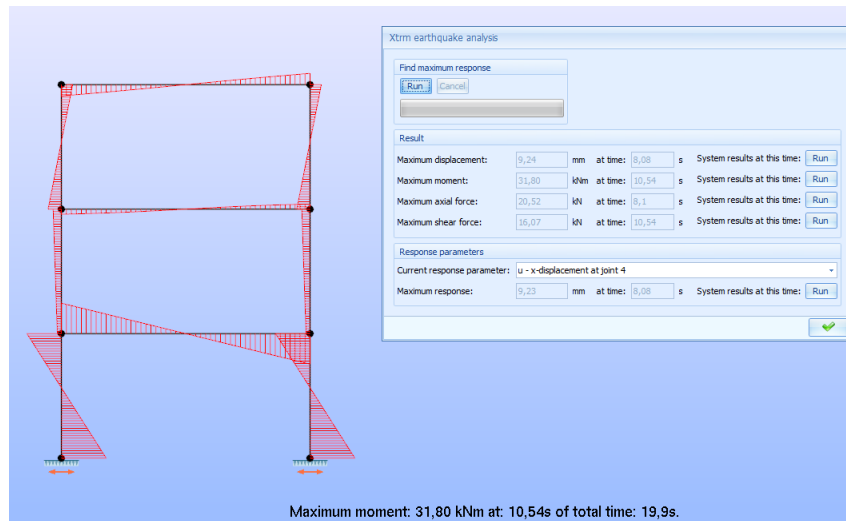 Xtrm earthquake analysis
Find maximum response
Run Cancel
Result
Maximum displacement: 9,24 mm at time: 8,08 s System results at this time: Run
Maximum moment: 31,80 kNm at time: 10,54 s System results at this time: Run
Maximum axial force: 20,52 kN at time: 8,1 s System results at this time: Run
Maximum shear force: 16,07 kN at time: 10,54 s System results at this time: Run
Response parameters
Current response parameter: u - x-displacement at joint 4
Maximum response: 9,23 mm at time: 8,08 s System results at this time: Run
Maximum moment: 31,80 kNm at: 10,54s of total time: 19,9s.